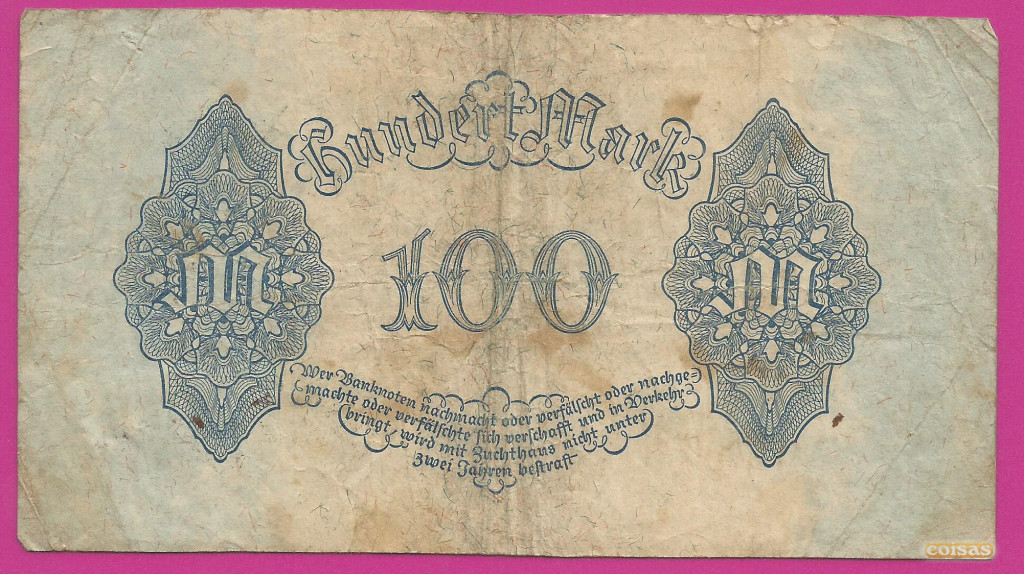 Hundert Mark
M
100
M
Wer Banknoten nachmacht oder verfälscht oder nachge-
machte oder verfälschte sich verschafft und in Verkehr
bringt, wird mit Zuchthaus nicht unter
zwei Jahren bestraft
coisas